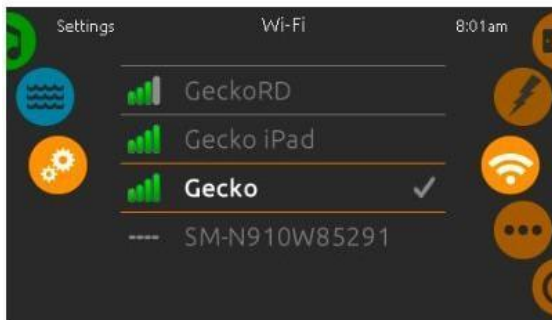 Settings Wi-Fi 8:01am
GeckoRD
Gecko iPad
Gecko
---- SM-N910W85291